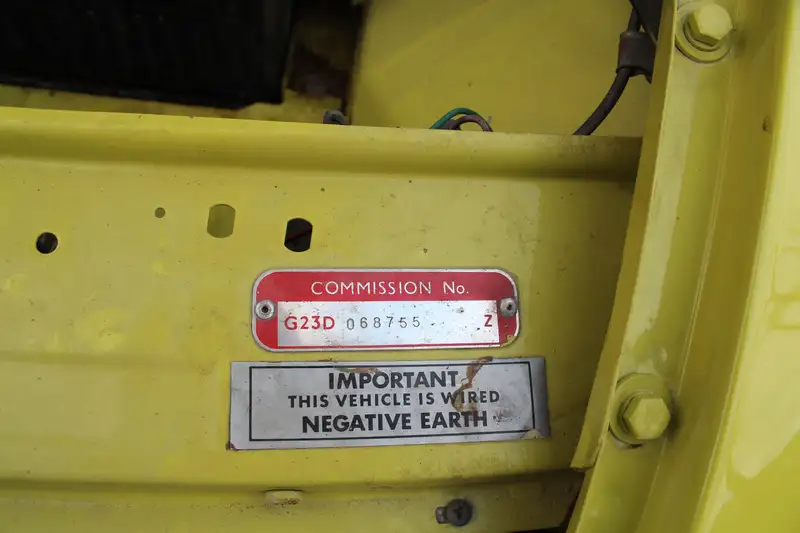 COMMISSION No.
G23D 068755 Z
IMPORTANT
THIS VEHICLE IS WIRED
NEGATIVE EARTH